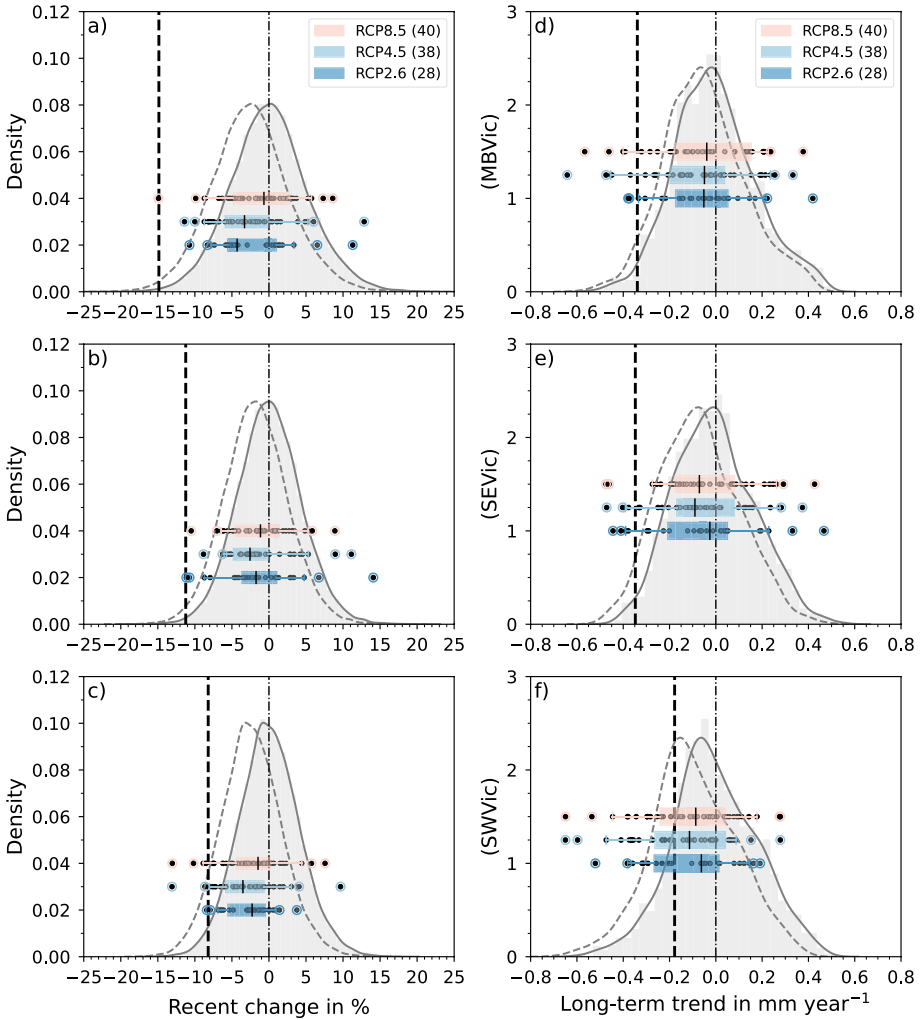 a)
RCP8.5 (40)
RCP4.5 (38)
RCP2.6 (28)
Density
0.12
0.10
0.08
0.06
0.04
0.02
0.00
−25 −20 −15 −10 −5 0 5 10 15 20 25
d)
RCP8.5 (40)
RCP4.5 (38)
RCP2.6 (28)
(MBVic)
3
2
1
0
−0.8 −0.6 −0.4 −0.2 0.0 0.2 0.4 0.6 0.8
b)
Density
0.12
0.10
0.08
0.06
0.04
0.02
0.00
−25 −20 −15 −10 −5 0 5 10 15 20 25
e)
(SEVic)
3
2
1
0
−0.8 −0.6 −0.4 −0.2 0.0 0.2 0.4 0.6 0.8
c)
Density
0.12
0.10
0.08
0.06
0.04
0.02
0.00
−25 −20 −15 −10 −5 0 5 10 15 20 25
Recent change in %
f)
(SWVic)
3
2
1
0
−0.8 −0.6 −0.4 −0.2 0.0 0.2 0.4 0.6 0.8
Long-term trend in mm year⁻¹